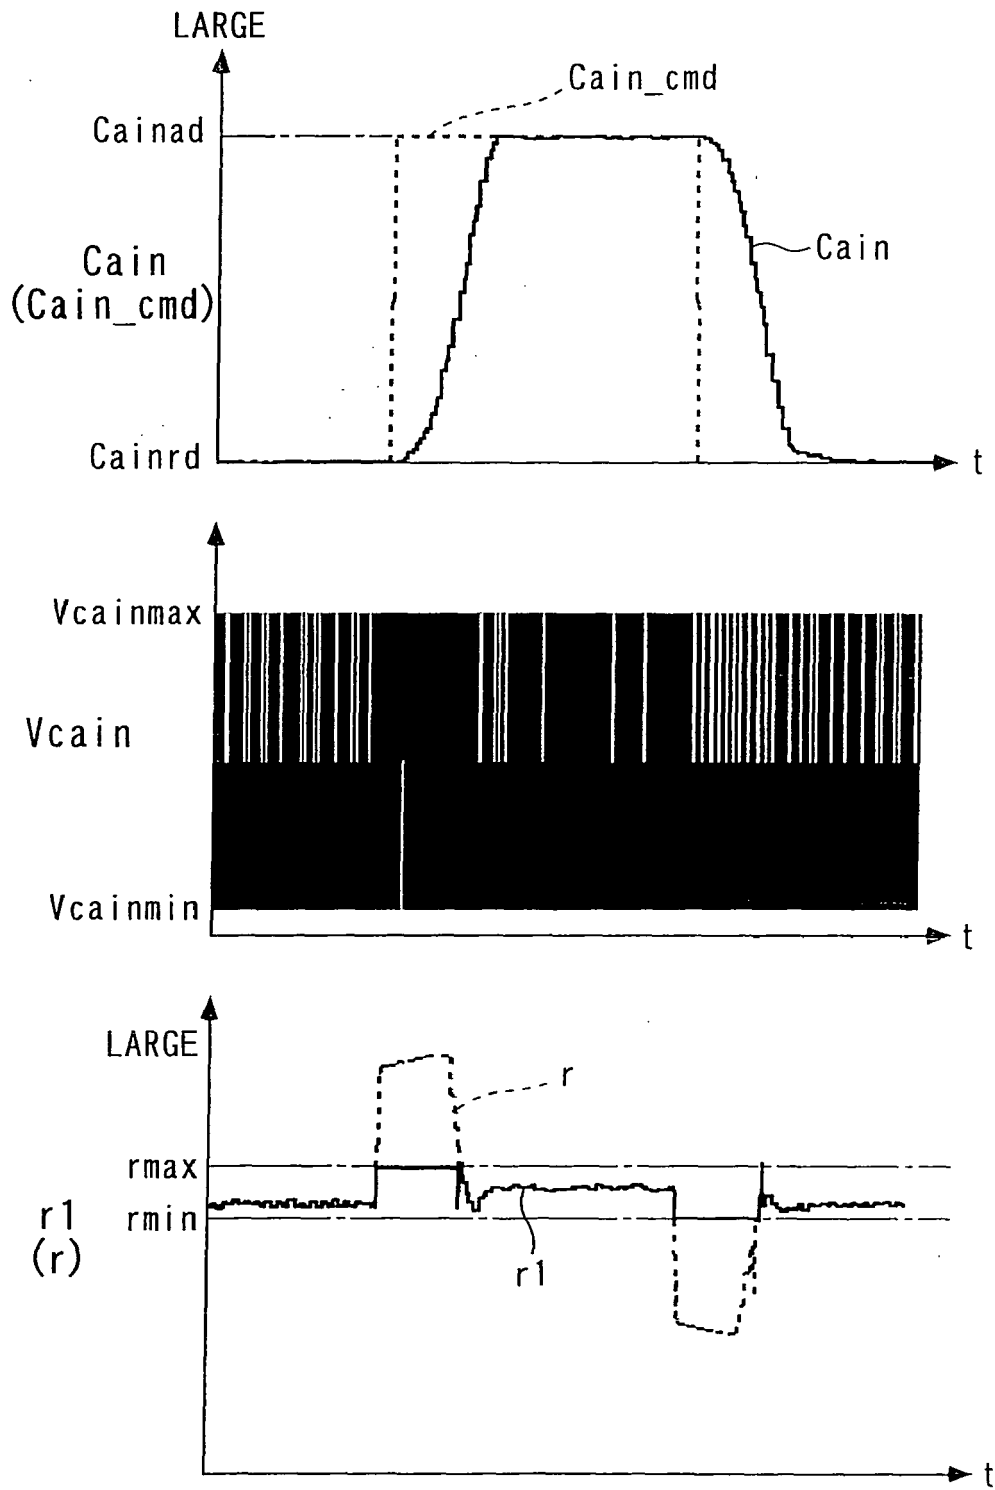 LARGE
Cain_cmd
Cainad
Cain
(Cain_cmd)
Cain
Cainrd
t
Vcainmax
Vcain
Vcainmin
t
LARGE
r
rmax
r1
(r)
rmin
r1
t